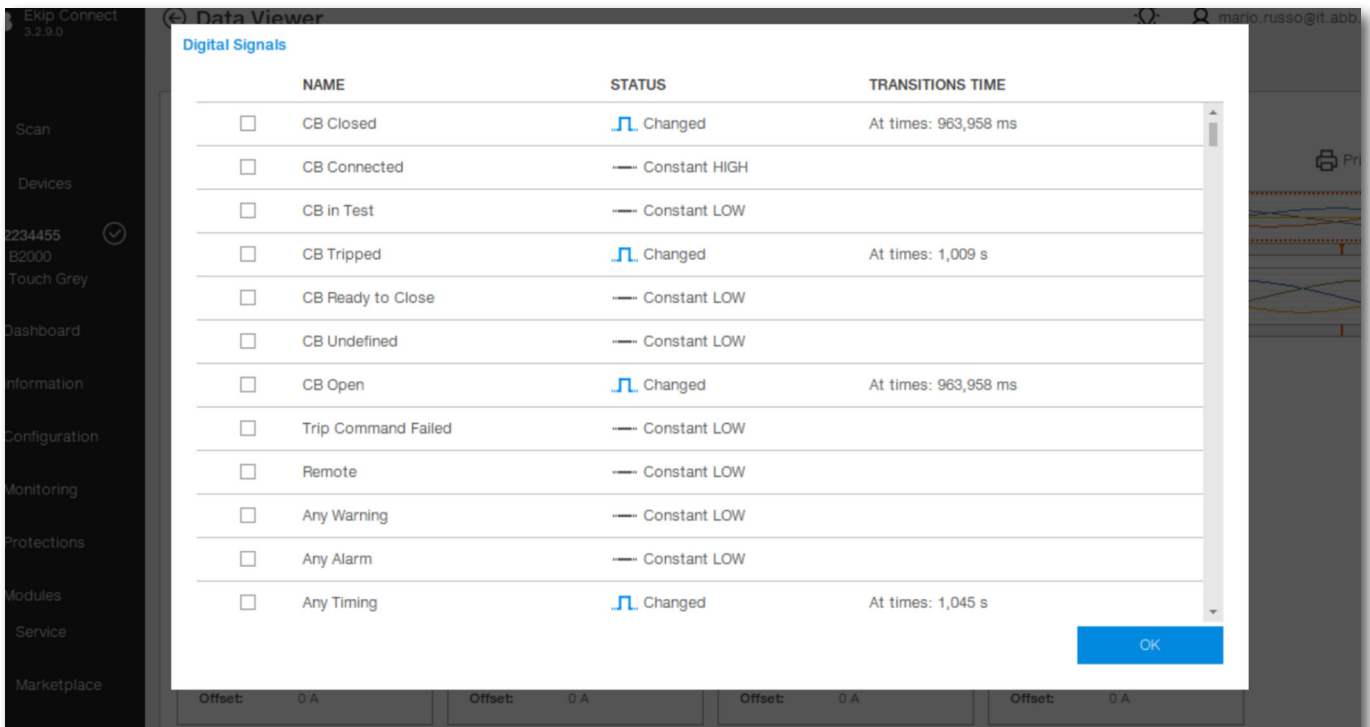 Ekip Connect
3.2.9.0
Data Viewer
mario.russo@it.abb
Digital Signals
NAME STATUS TRANSITIONS TIME
CB Closed Changed At times: 963,958 ms
CB Connected Constant HIGH
CB in Test Constant LOW
CB Tripped Changed At times: 1,009 s
CB Ready to Close Constant LOW
CB Undefined Constant LOW
CB Open Changed At times: 963,958 ms
Trip Command Failed Constant LOW
Remote Constant LOW
Any Warning Constant LOW
Any Alarm Constant LOW
Any Timing Changed At times: 1,045 s
OK
Scan
Devices
2234455
B2000
Touch Grey
Dashboard
Information
Configuration
Monitoring
Protections
Modules
Service
Marketplace
Pri
Offset: 0 A Offset: 0 A Offset: 0 A Offset: 0 A